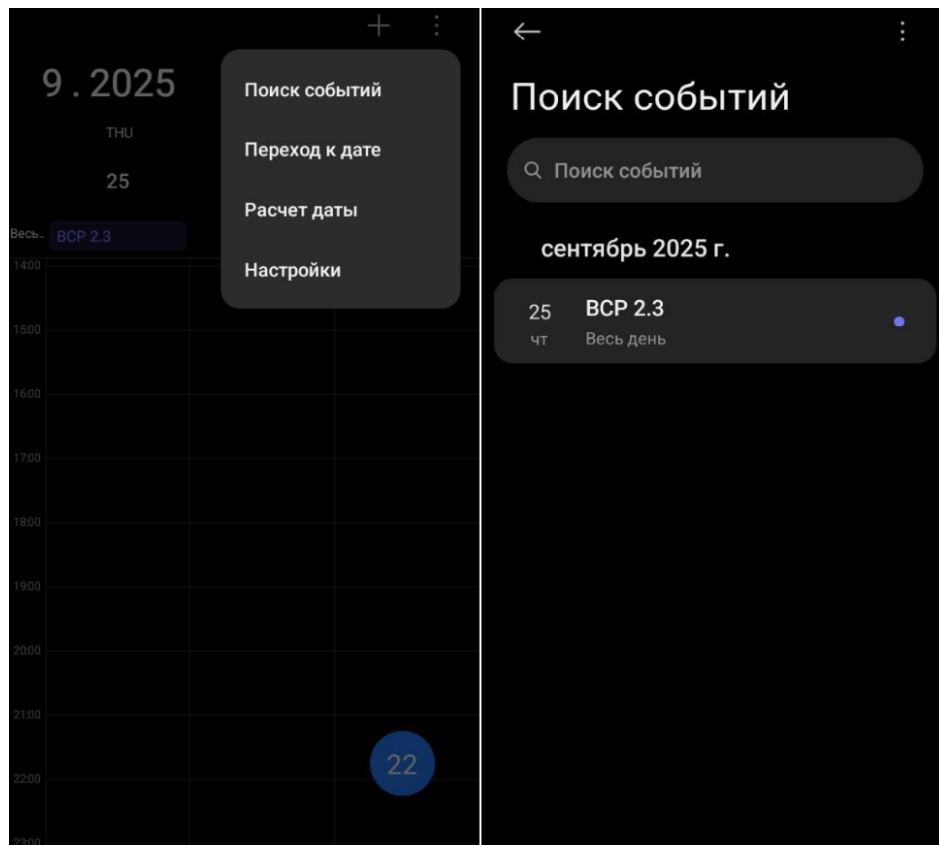 9 . 2025
THU
25
Весь..
ВСР 2.3
14:00
15:00
16:00
17:00
18:00
19:00
20:00
21:00
22:00
23:00
22
Поиск событий
Переход к дате
Расчет даты
Настройки
Поиск событий
Поиск событий
сентябрь 2025 г.
25
чт
ВСР 2.3
Весь день